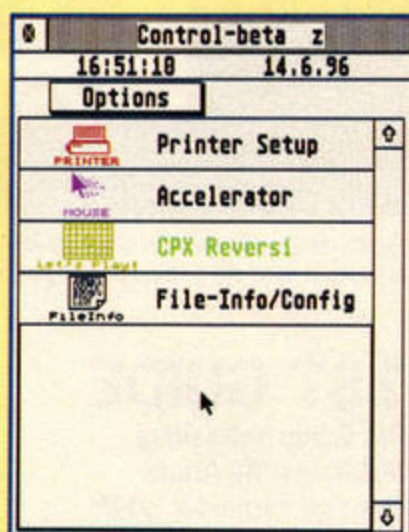 Control-beta z
16:51:10 14.6.96
Options
PRINTER Printer Setup
MOUSE Accelerator
Let's Play! CPX Reversi
FileInfo File-Info/Config